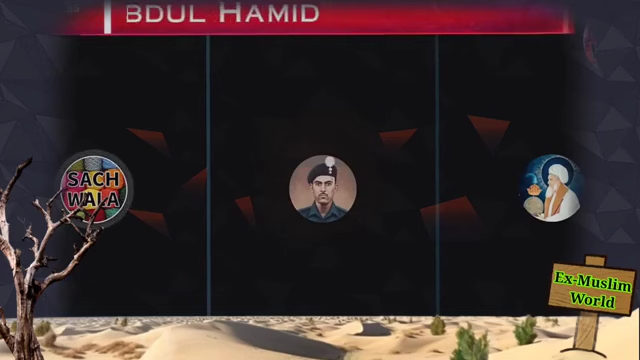 BDUL HAMID
SACH
WALA
Ex-Muslim
World